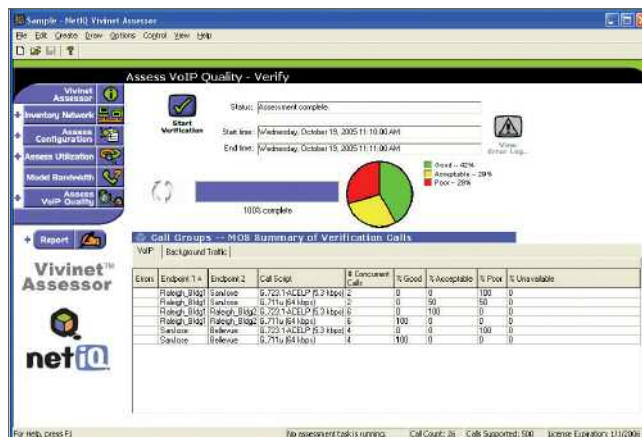 Sample - NetIQ Vivinet Assessor
File Edit Create Draw Options Control View Help
Assess VoIP Quality - Verify
Vivinet Assessor
Inventory Network
Assess Configuration
Assess Utilization
Model Bandwidth
Assess VoIP Quality
Report
Vivinet™ Assessor
netiQ
Start Verification
Status: Assessment complete.
Start time: Wednesday, October 19, 2005 11:10:00 AM
End time: Wednesday, October 19, 2005 11:11:00 AM
View Error Log...
Good -- 42%
Acceptable -- 29%
Poor -- 29%
100% complete
Call Groups -- MOS Summary of Verification Calls
VoIP Background Traffic
Errors Endpoint 1 Endpoint 2 Call Script # Concurrent Calls % Good % Acceptable % Poor % Unavailable
Raleigh_Bldg1 SanJose G.723.1-ACELP (5.3 kbps) 2 0 0 100 0
Raleigh_Bldg1 SanJose G.711u (64 kbps) 2 0 50 50 0
Raleigh_Bldg1 Raleigh_Bldg2 G.723.1-ACELP (5.3 kbps) 6 0 100 0 0
Raleigh_Bldg1 Raleigh_Bldg2 G.711u (64 kbps) 6 100 0 0 0
SanJose Bellevue G.723.1-ACELP (5.3 kbps) 4 0 0 100 0
SanJose Bellevue G.711u (64 kbps) 4 100 0 0 0
For Help, press F1
No assessment task is running.
Call Count: 26
Calls Supported: 500
License Expiration: